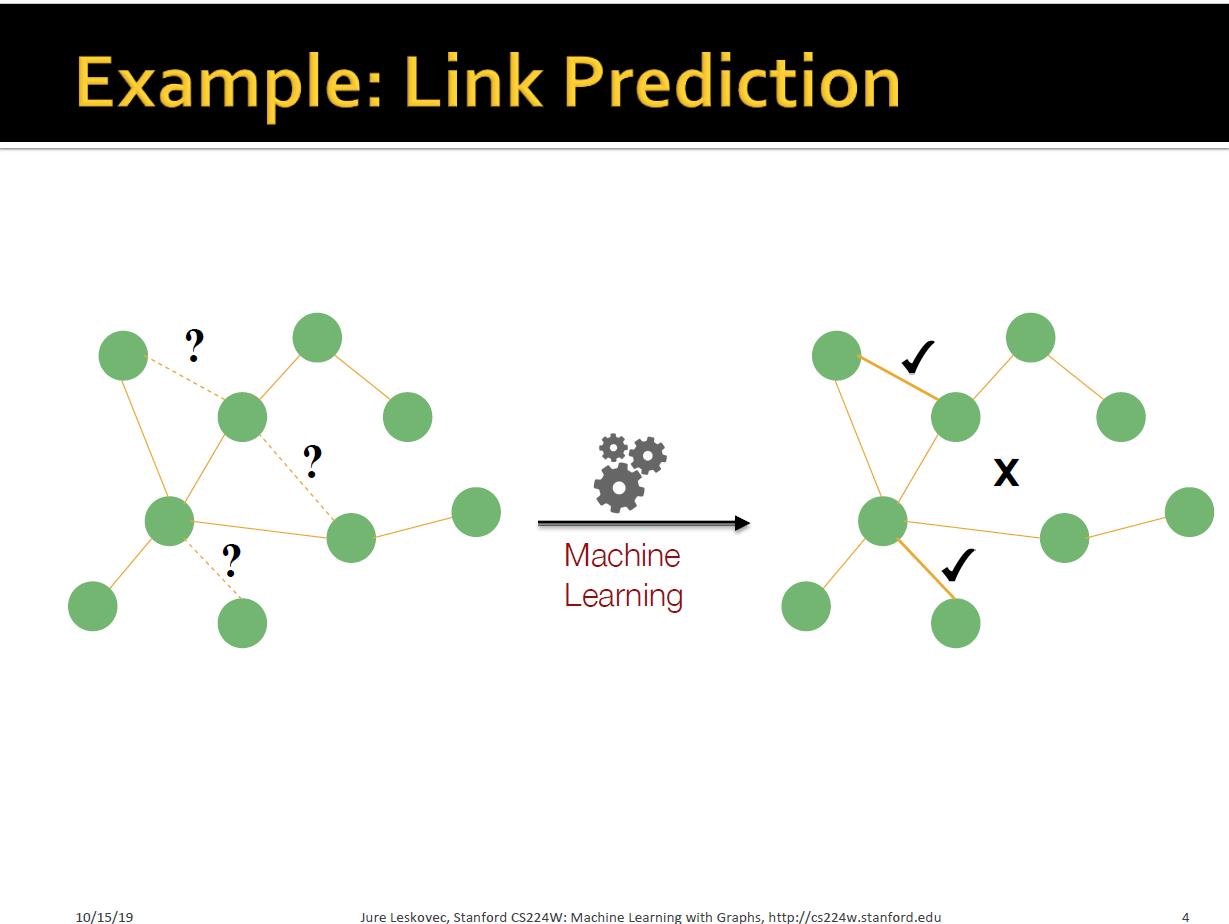 Example: Link Prediction
?
?
?
Machine
Learning
✓
X
✓
10/15/19
Jure Leskovec, Stanford CS224W: Machine Learning with Graphs, http://cs224w.stanford.edu
4